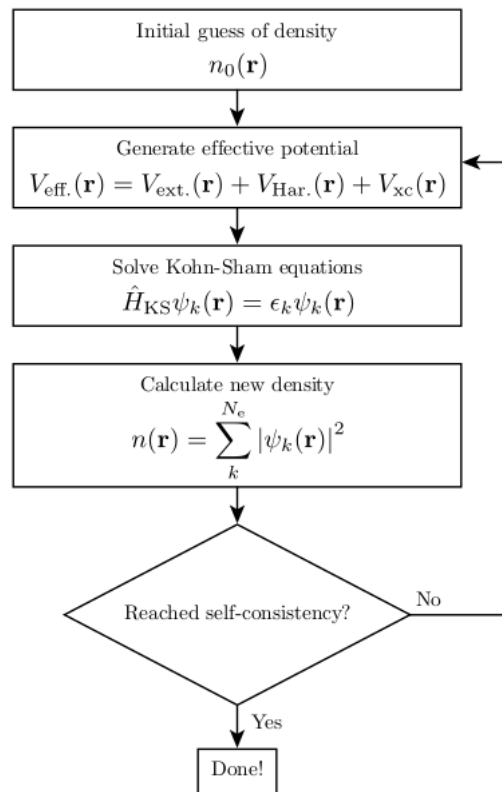 Initial guess of density
n₀(𝐫)
Generate effective potential
V_eff.(𝐫) = V_ext.(𝐫) + V_Har.(𝐫) + V_xc(𝐫)
Solve Kohn-Sham equations
Ĥ_KS ψ_k(𝐫) = ϵ_k ψ_k(𝐫)
Calculate new density
n(𝐫) = ∑_k^{N_e} |ψ_k(𝐫)|²
Reached self-consistency?
No
Yes
Done!